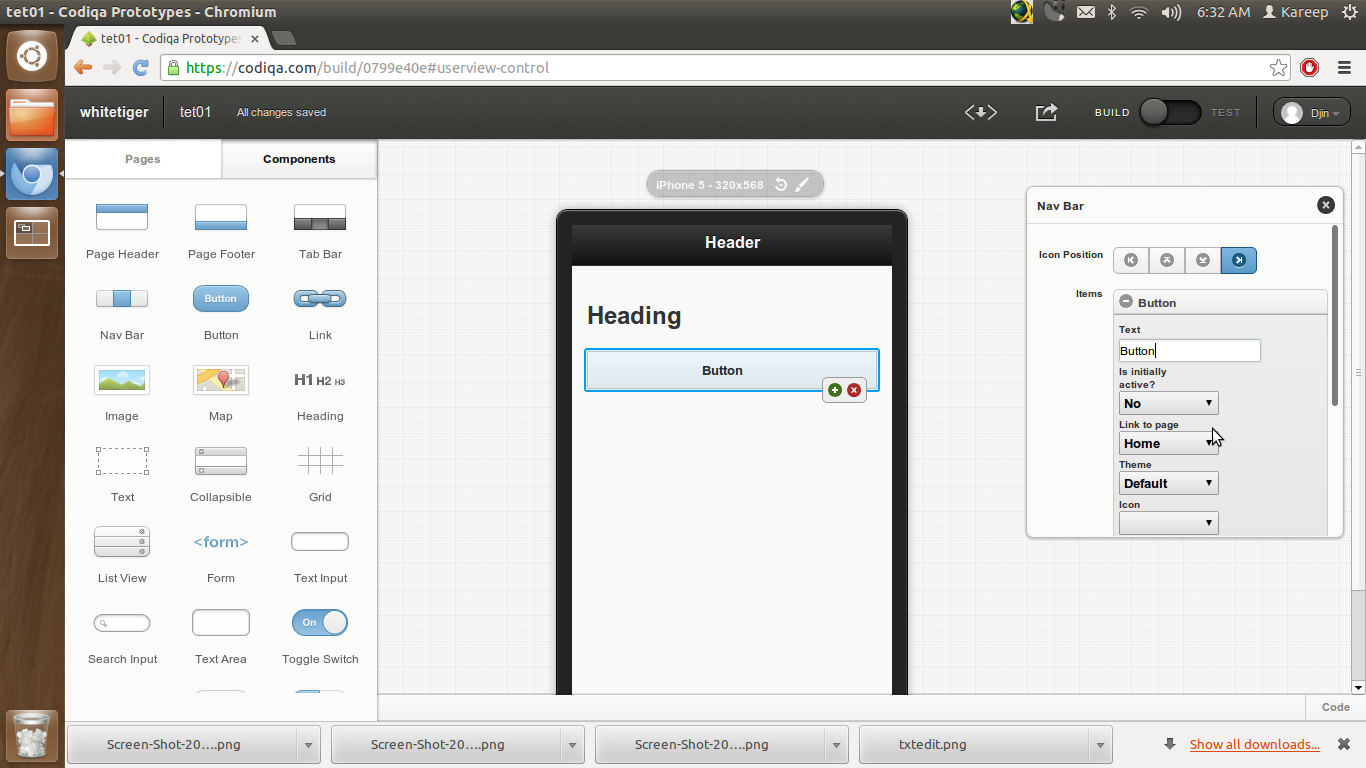 tet01 - Codiqa Prototypes - Chromium
6:32 AM Kareep
tet01 - Codiqa Prototypes
https://codiqa.com/build/0799e40e#userview-control
whitetiger tet01 All changes saved
BUILD TEST Djin
Pages Components
iPhone 5 - 320x568
Page Header Page Footer Tab Bar
Button
Nav Bar Button Link
H1 H2 H3
Image Map Heading
Text Collapsible Grid
<form>
List View Form Text Input
On
Search Input Text Area Toggle Switch
Header
Heading
Button
Nav Bar
Icon Position
Items
Button
Text
Button
Is initially
active?
No
Link to page
Home
Theme
Default
Icon
Code
Screen-Shot-20....png Screen-Shot-20....png Screen-Shot-20....png txtedit.png Show all downloads...